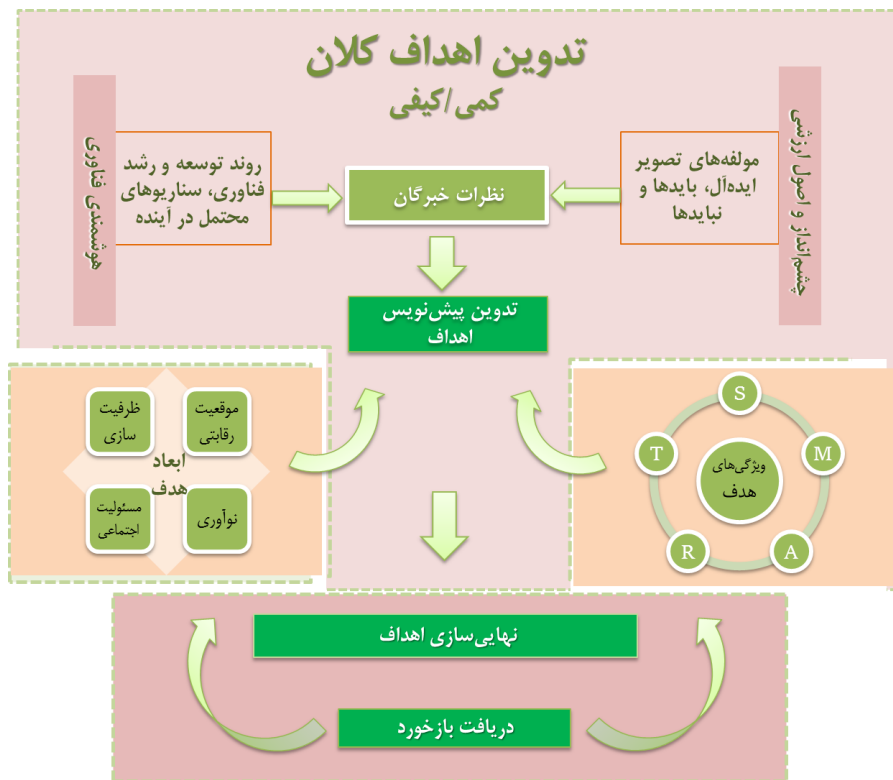 تدوین اهداف کلان
کمی/کیفی
چشم‌انداز و اصول ارزشی
مولفه‌های تصویر
ایده‌آل، بایدها و
نبایدها
نظرات خبرگان
روند توسعه و رشد
فناوری، سناریوهای
محتمل در آینده
هوشمندی فناوری
تدوین پیش‌نویس
اهداف
S
M
A
R
T
ویژگی‌های
هدف
موقعیت
رقابتی
ظرفیت
سازی
ابعاد
هدف
نوآوری
مسئولیت
اجتماعی
نهایی‌سازی اهداف
دریافت بازخورد